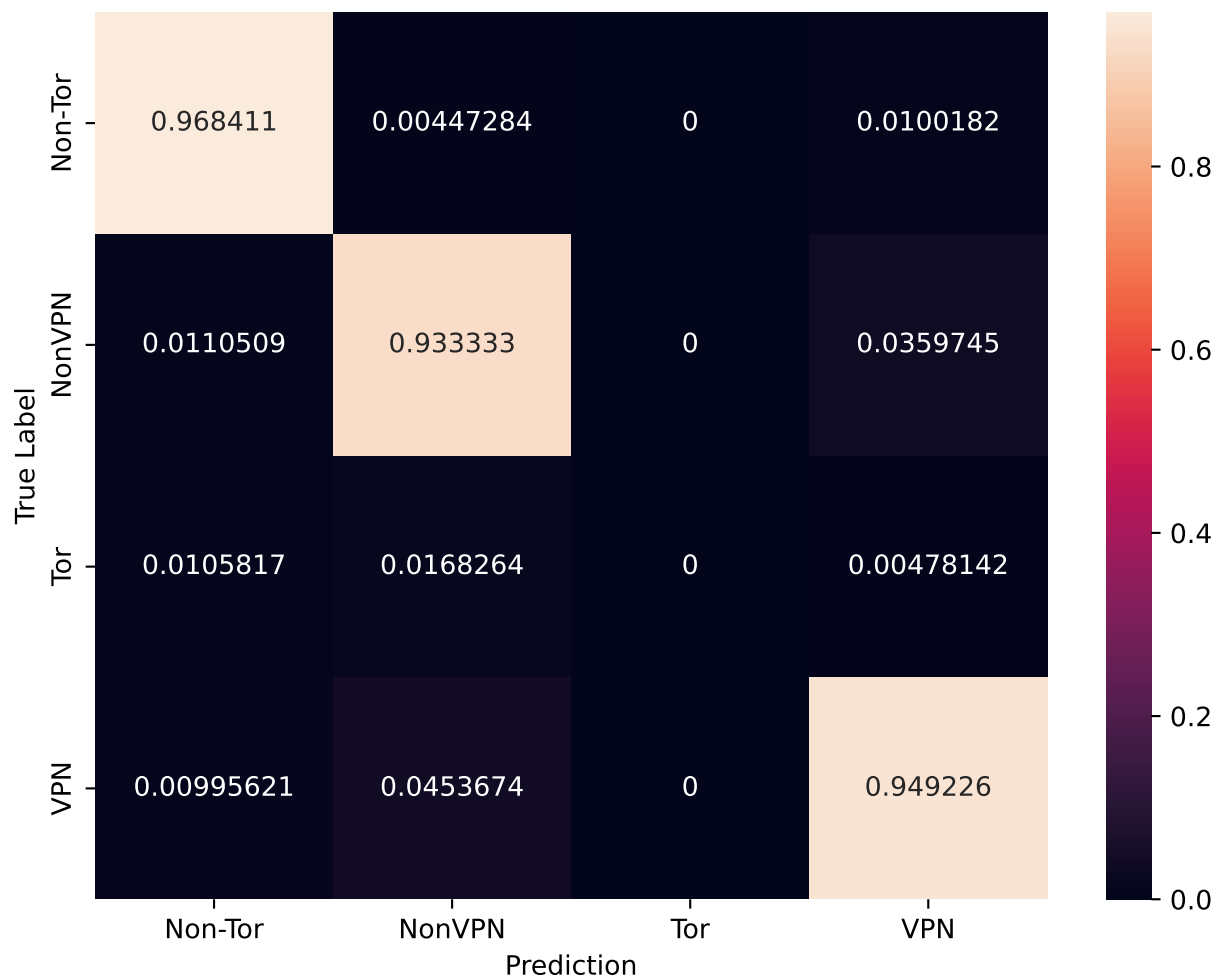 Non-Tor 0.968411 0.00447284 0 0.0100182
NonVPN 0.0110509 0.933333 0 0.0359745
Tor 0.0105817 0.0168264 0 0.00478142
VPN 0.00995621 0.0453674 0 0.949226
True Label
Non-Tor NonVPN Tor VPN
Prediction
0.8
0.6
0.4
0.2
0.0